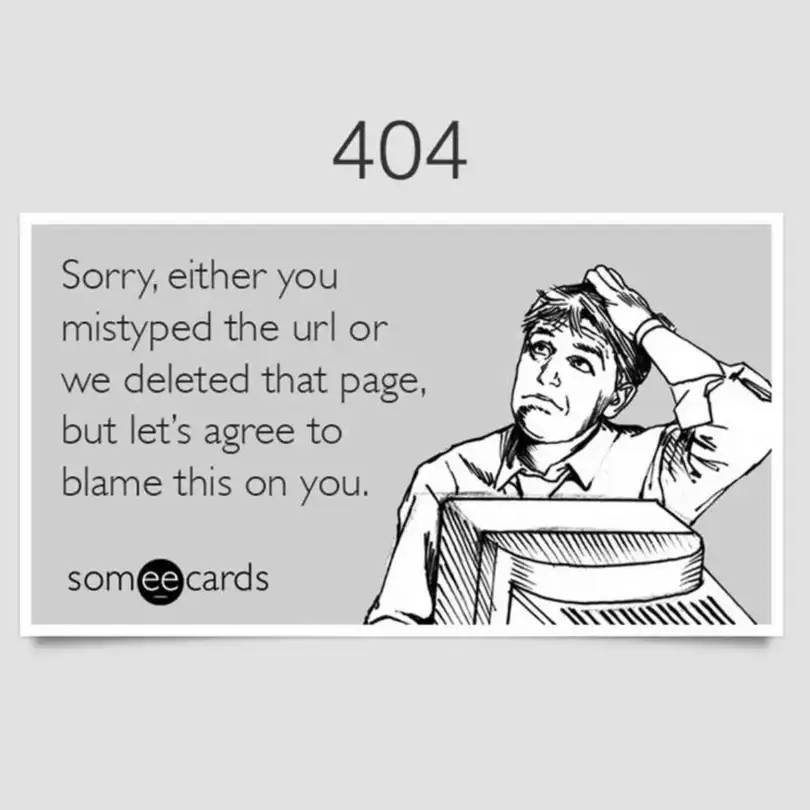 404
Sorry, either you
mistyped the url or
we deleted that page,
but let's agree to
blame this on you.
someecards